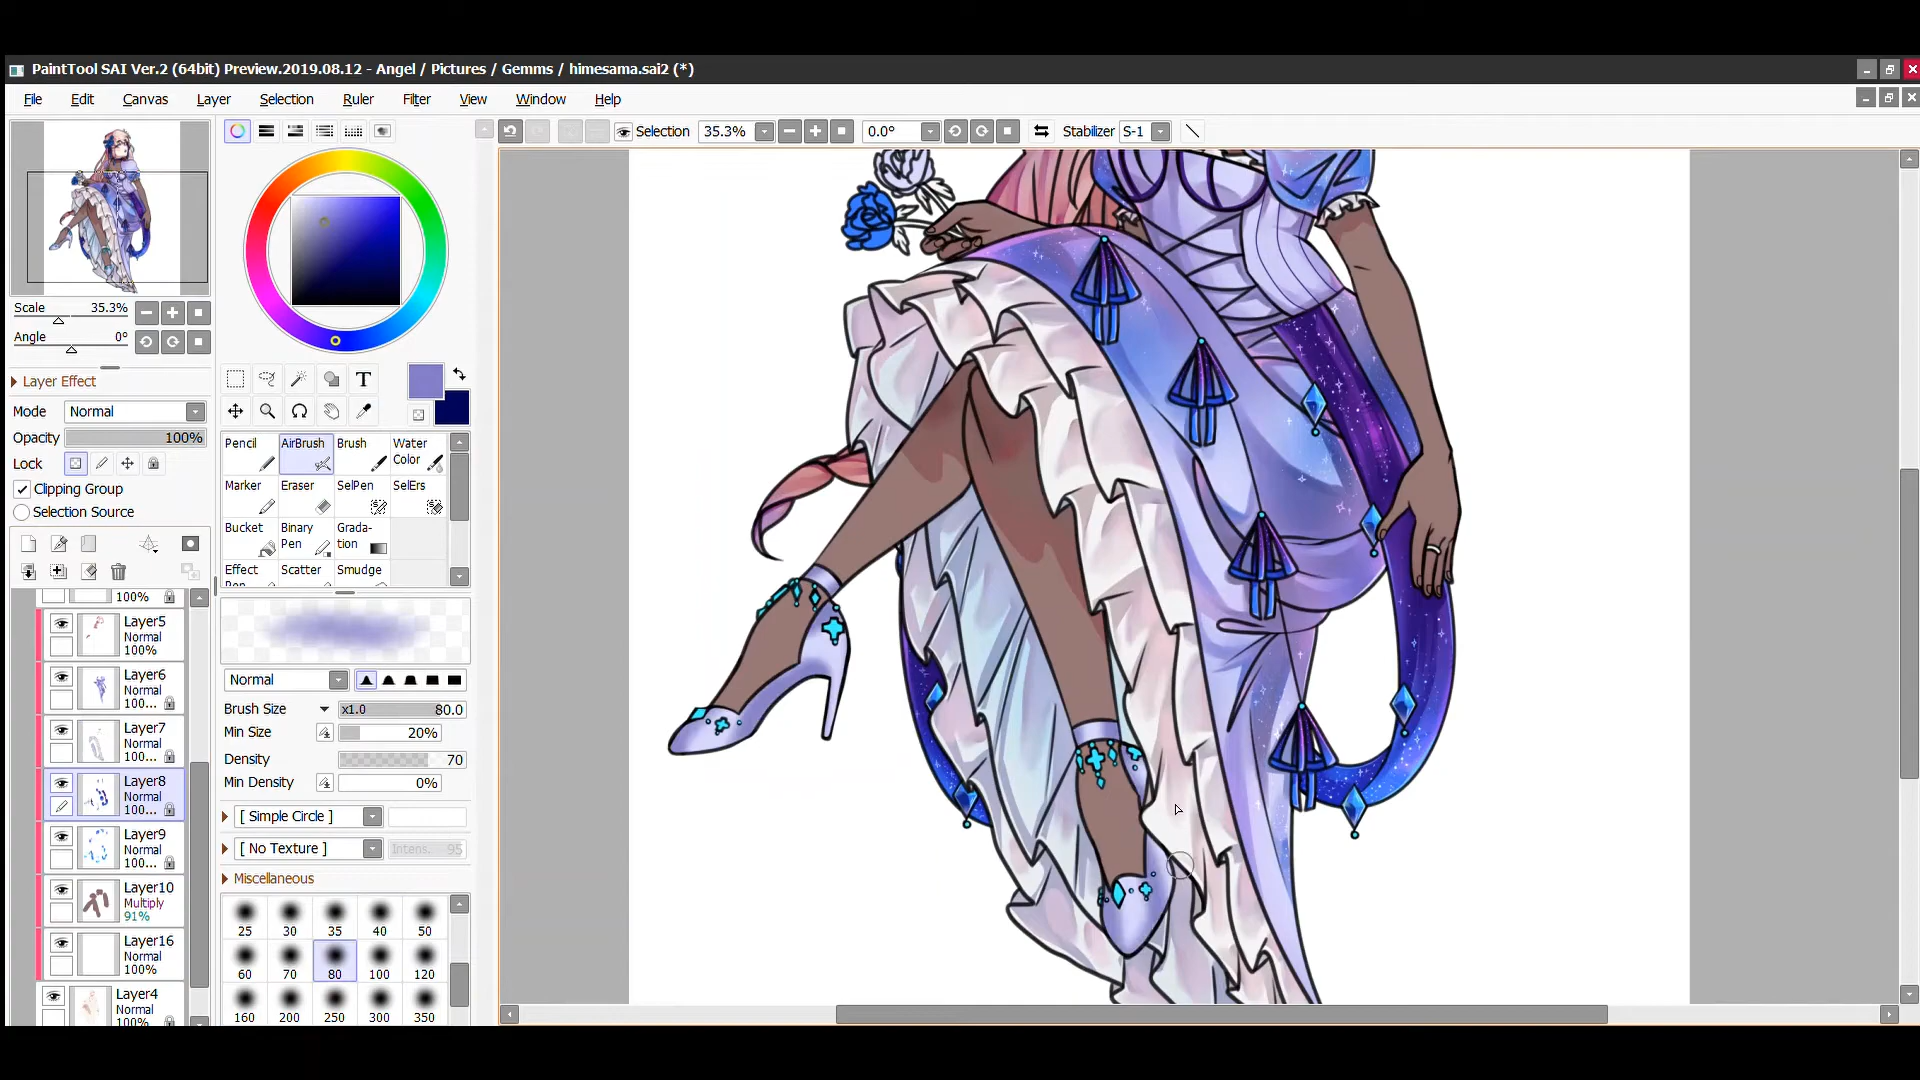 PaintTool SAI Ver.2 (64bit) Preview.2019.08.12 - Angel / Pictures / Gemms / himesama.sai2 (*)
File Edit Canvas Layer Selection Ruler Filter View Window Help
Selection 35.3% 0.0° Stabilizer S-1
Scale 35.3%
Angle 0°
Layer Effect
Mode Normal
Opacity 100%
Lock
Clipping Group
Selection Source
100%
Layer5
Normal
100%
Layer6
Normal
100...
Layer7
Normal
100...
Layer8
Normal
100...
Layer9
Normal
100...
Layer10
Multiply
91%
Layer16
Normal
100%
Layer4
Normal
100%
T
Pencil AirBrush Brush Water
Color
Marker Eraser SelPen SelErs
Bucket Binary
Pen Grada-
tion
Effect
Pen Scatter Smudge
Normal
Brush Size x1.0 80.0
Min Size 20%
Density 70
Min Density 0%
[ Simple Circle ]
[ No Texture ] Intens. 95
Miscellaneous
25 30 35 40 50
60 70 80 100 120
160 200 250 300 350